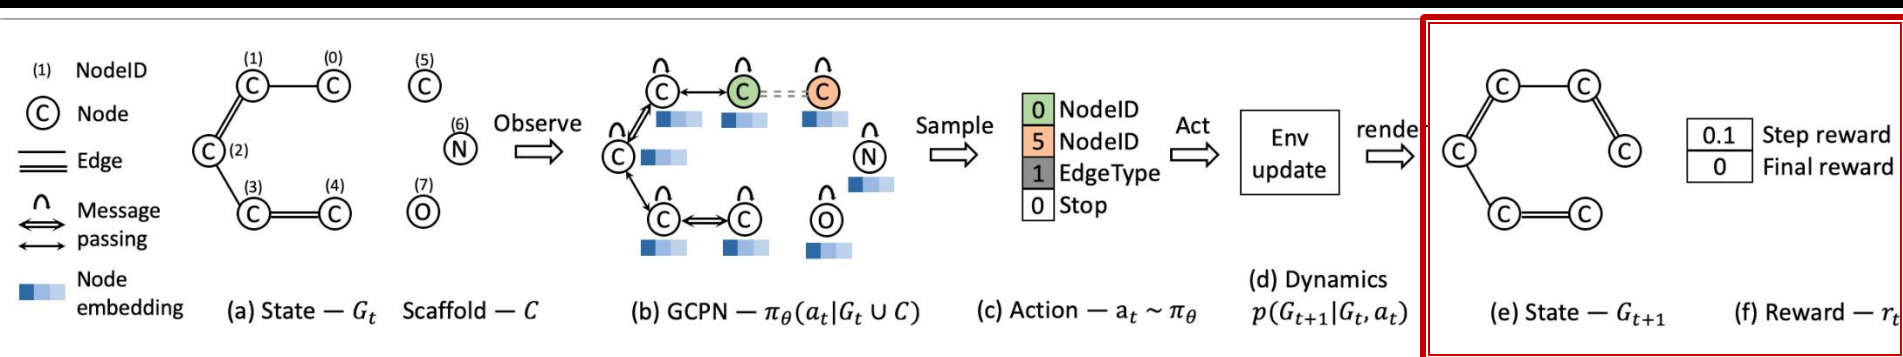 (1) NodeID
C Node
Edge
Message
passing
Node
embedding
(1) (0) (5)
C C C
(6)
C (2) N
(3) (4) (7)
C C O
(a) State — G_t Scaffold — C
Observe
C C C
C N
C C O
(b) GCPN — π_θ(a_t|G_t ∪ C)
Sample
0 NodeID
5 NodeID
1 EdgeType
0 Stop
(c) Action — a_t ~ π_θ
Act
Env
update
(d) Dynamics
p(G_{t+1}|G_t, a_t)
render
C C
C C
C C
(e) State — G_{t+1}
0.1 Step reward
0 Final reward
(f) Reward — r_t